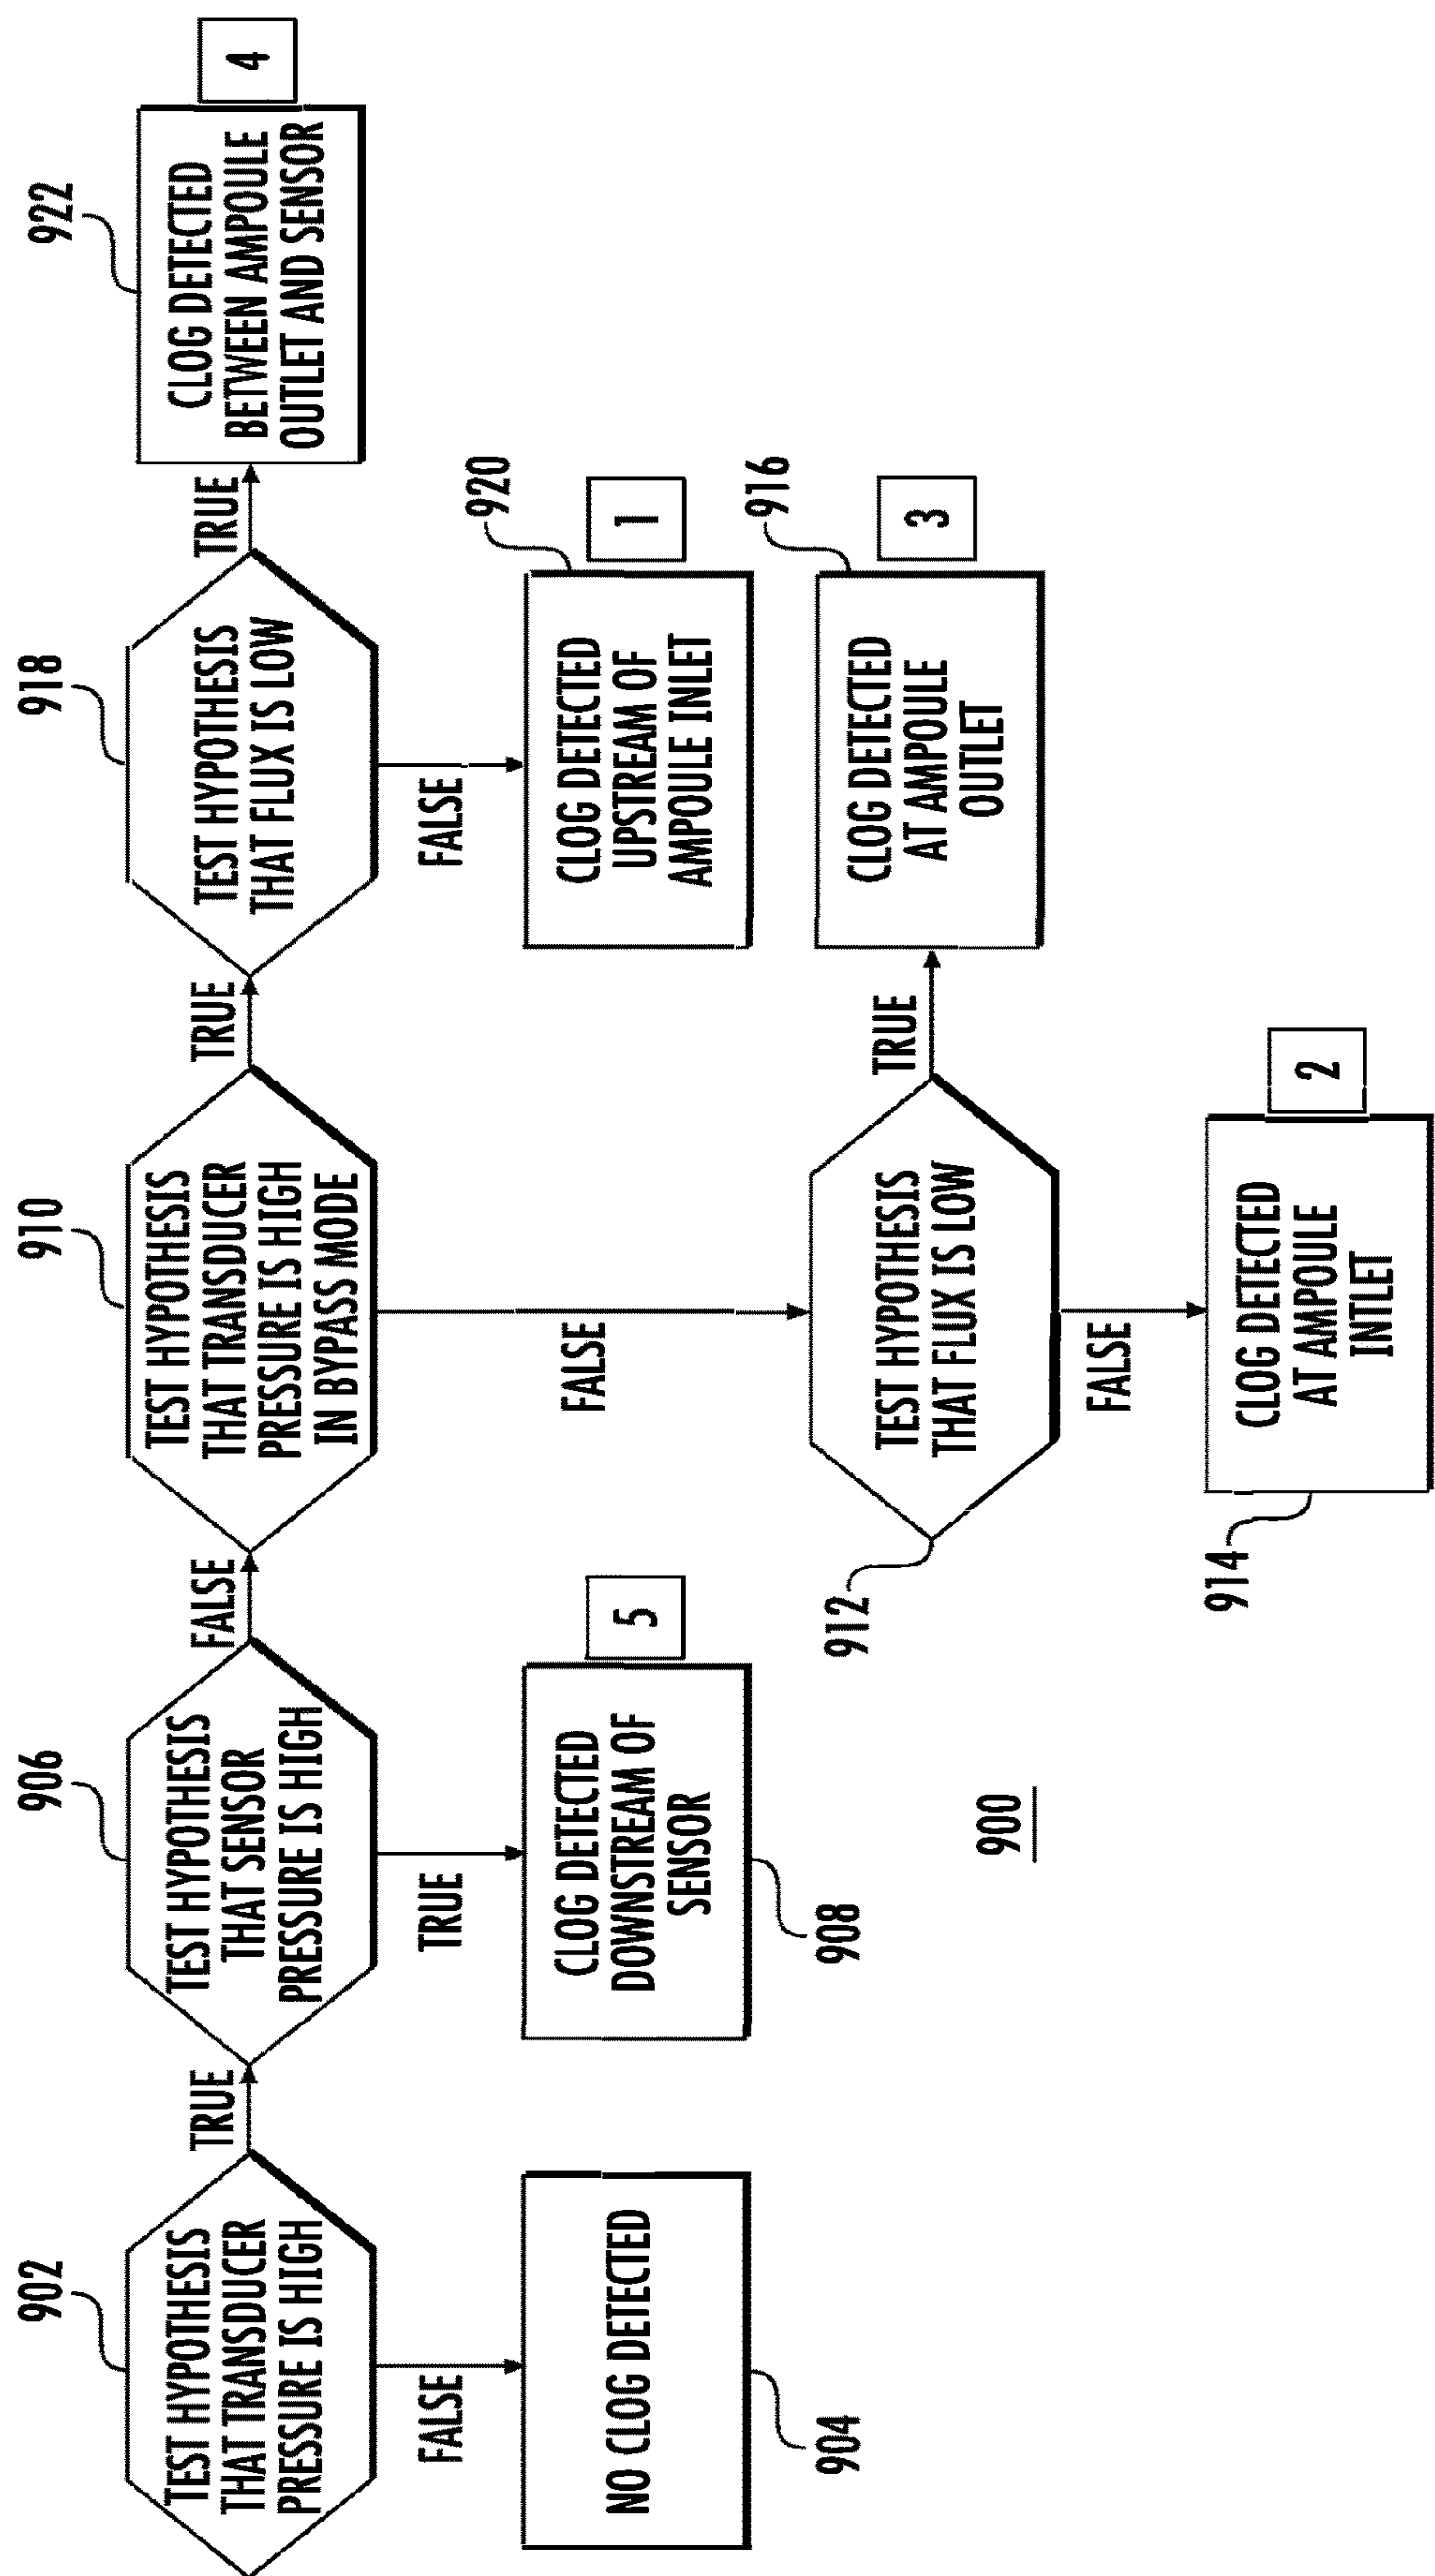 902
TEST HYPOTHESIS
THAT TRANSDUCER
PRESSURE IS HIGH
TRUE
FALSE
NO CLOG DETECTED
904
906
TEST HYPOTHESIS
THAT SENSOR
PRESSURE IS HIGH
FALSE
TRUE
CLOG DETECTED
DOWNSTREAM OF
SENSOR
5
908
910
TEST HYPOTHESIS
THAT TRANSDUCER
PRESSURE IS HIGH
IN BYPASS MODE
TRUE
FALSE
912
TEST HYPOTHESIS
THAT FLUX IS LOW
TRUE
FALSE
914
CLOG DETECTED
AT AMPOULE
INTLET
2
916
CLOG DETECTED
AT AMPOULE
OUTLET
3
918
TEST HYPOTHESIS
THAT FLUX IS LOW
TRUE
FALSE
920
CLOG DETECTED
UPSTREAM OF
AMPOULE INLET
1
922
CLOG DETECTED
BETWEEN AMPOULE
OUTLET AND SENSOR
4
900